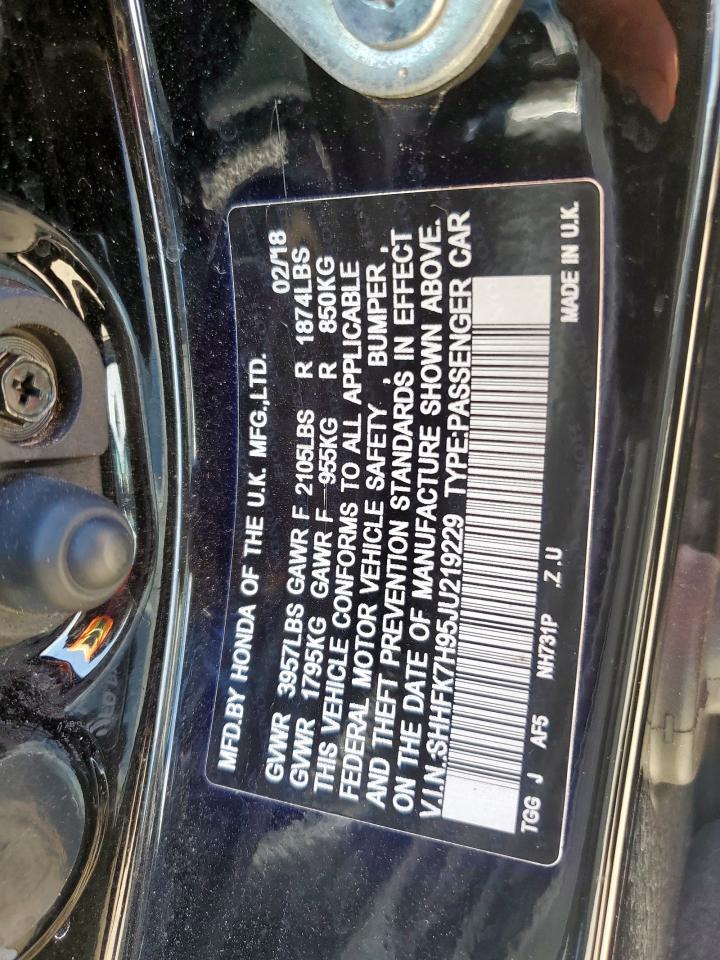 MFD.BY HONDA OF THE U.K. MFG.,LTD. 02/18
GVWR 3957LBS GAWR F 2105LBS R 1874LBS
GVWR 1795KG GAWR F 955KG R 850KG
THIS VEHICLE CONFORMS TO ALL APPLICABLE
FEDERAL MOTOR VEHICLE SAFETY , BUMPER ,
AND THEFT PREVENTION STANDARDS IN EFFECT
ON THE DATE OF MANUFACTURE SHOWN ABOVE.
V.I.N.:SHHFK7H95JU219229 TYPE:PASSENGER CAR
TGG J AF5 NH731P .Z.U MADE IN U.K.